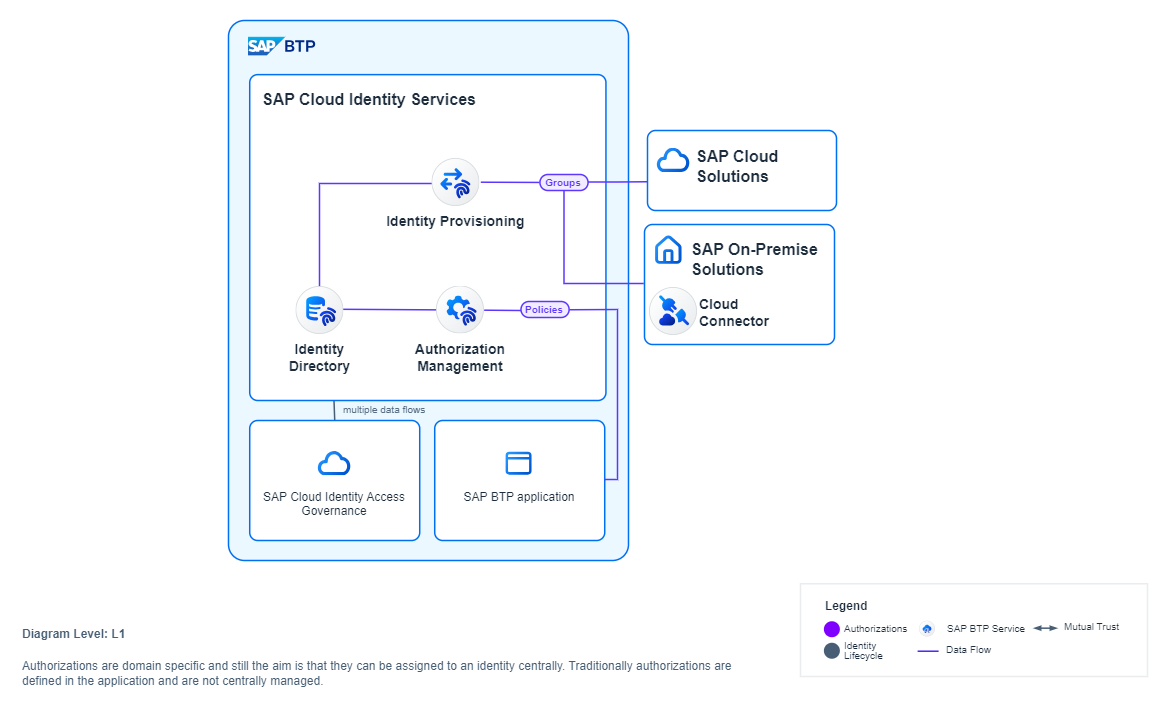 SAP BTP
SAP Cloud Identity Services
Identity Provisioning
Groups
SAP Cloud
Solutions
SAP On-Premise
Solutions
Cloud
Connector
Identity
Directory
Authorization
Management
Policies
multiple data flows
SAP Cloud Identity Access
Governance
SAP BTP application
Legend
Authorizations
SAP BTP Service
Mutual Trust
Identity
Lifecycle
Data Flow
Diagram Level: L1
Authorizations are domain specific and still the aim is that they can be assigned to an identity centrally. Traditionally authorizations are
defined in the application and are not centrally managed.